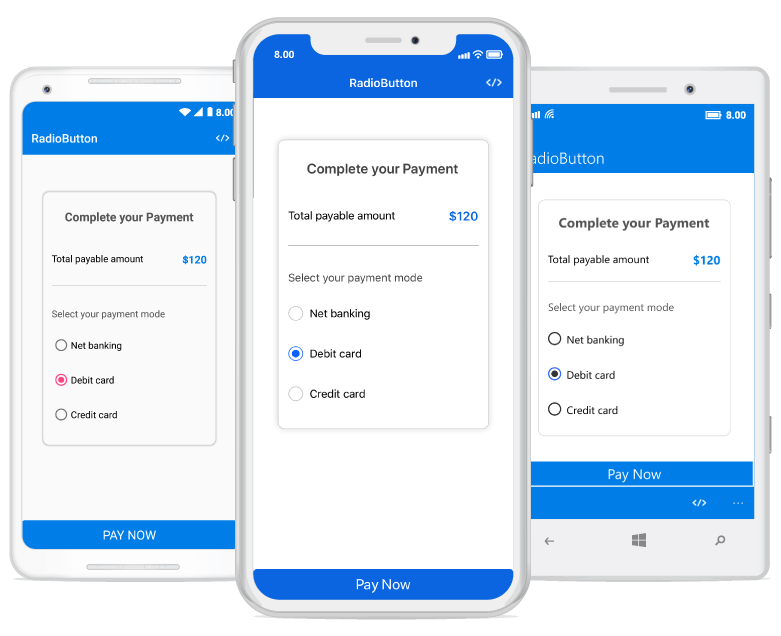 8.00
RadioButton
</>
Complete your Payment
Total payable amount $120
Select your payment mode
Net banking
Debit card
Credit card
PAY NOW
8.00
RadioButton
</>
Complete your Payment
Total payable amount $120
Select your payment mode
Net banking
Debit card
Credit card
Pay Now
8.00
adioButton
Complete your Payment
Total payable amount $120
Select your payment mode
Net banking
Debit card
Credit card
Pay Now
</> ...